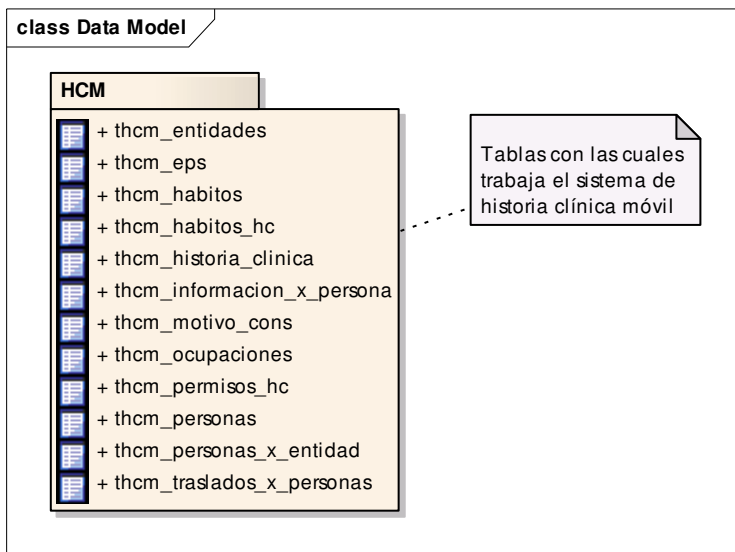 class Data Model
HCM
+ thcm_entidades
+ thcm_eps
+ thcm_habitos
+ thcm_habitos_hc
+ thcm_historia_clinica
+ thcm_informacion_x_persona
+ thcm_motivo_cons
+ thcm_ocupaciones
+ thcm_permisos_hc
+ thcm_personas
+ thcm_personas_x_entidad
+ thcm_traslados_x_personas
Tablas con las cuales
trabaja el sistema de
historia clínica móvil